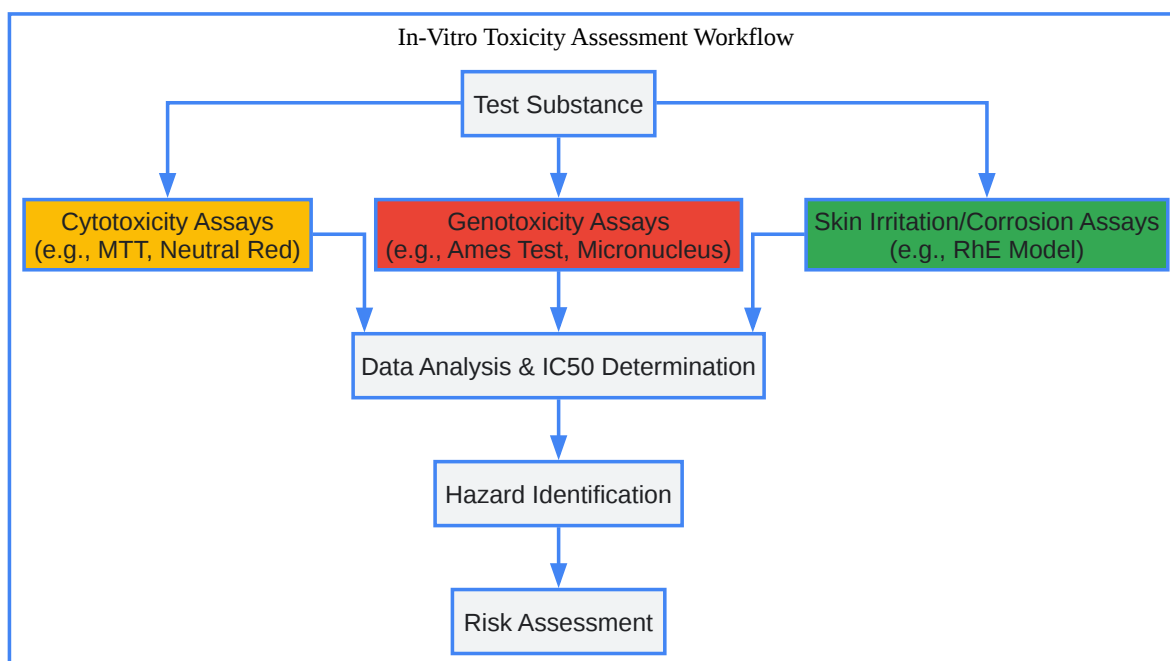 In-Vitro Toxicity Assessment Workflow
Test Substance
Cytotoxicity Assays
(e.g., MTT, Neutral Red)
Genotoxicity Assays
(e.g., Ames Test, Micronucleus)
Skin Irritation/Corrosion Assays
(e.g., RhE Model)
Data Analysis & IC50 Determination
Hazard Identification
Risk Assessment